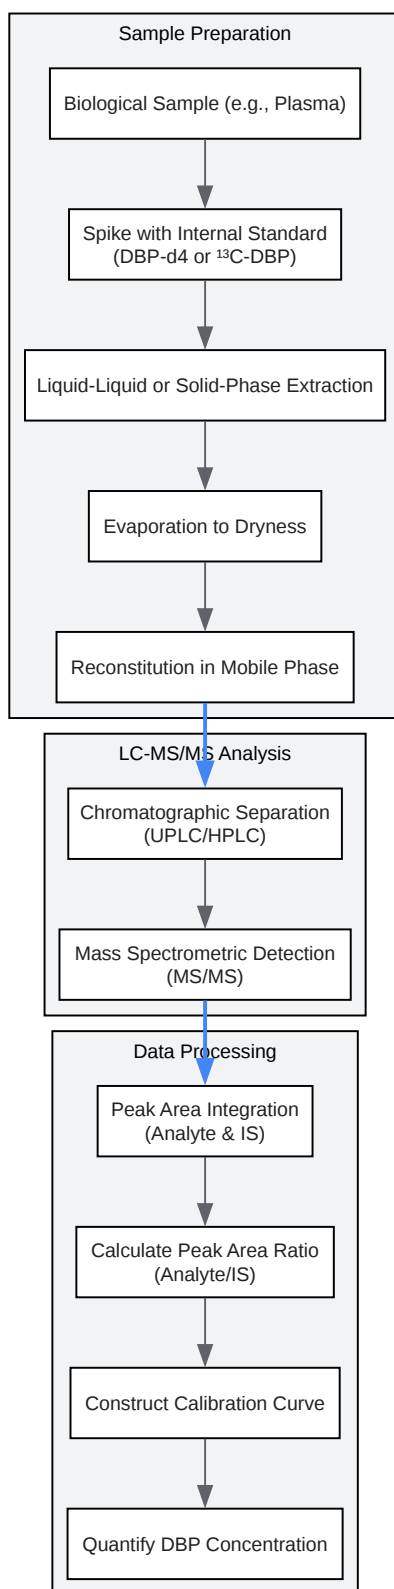 Sample Preparation
Biological Sample (e.g., Plasma)
Spike with Internal Standard
(DBP-d4 or ¹³C-DBP)
Liquid-Liquid or Solid-Phase Extraction
Evaporation to Dryness
Reconstitution in Mobile Phase
LC-MS/MS Analysis
Chromatographic Separation
(UPLC/HPLC)
Mass Spectrometric Detection
(MS/MS)
Data Processing
Peak Area Integration
(Analyte & IS)
Calculate Peak Area Ratio
(Analyte/IS)
Construct Calibration Curve
Quantify DBP Concentration